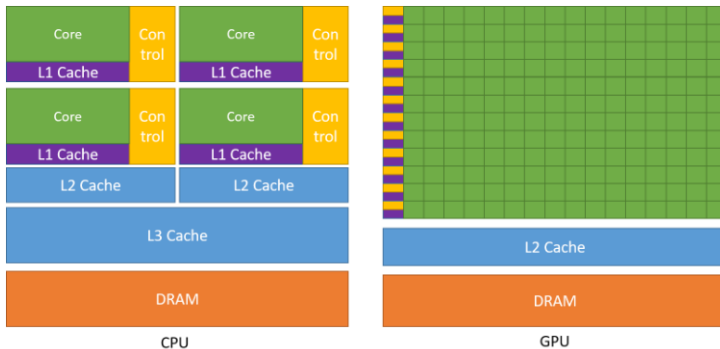 Core
Con
trol
L1 Cache
Core
Con
trol
L1 Cache
Core
Con
trol
L1 Cache
Core
Con
trol
L1 Cache
L2 Cache
L2 Cache
L3 Cache
DRAM
CPU
L2 Cache
DRAM
GPU